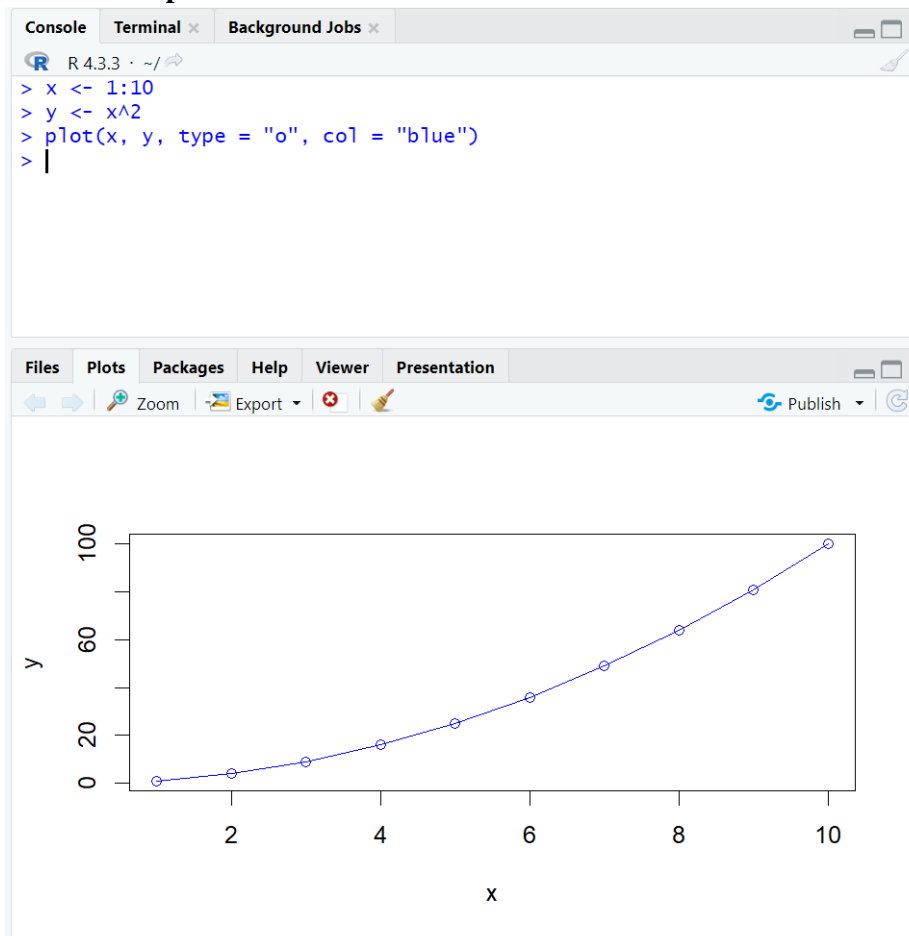 Console Terminal Background Jobs
R R 4.3.3 · ~/
> x <- 1:10
> y <- x^2
> plot(x, y, type = "o", col = "blue")
>
Files Plots Packages Help Viewer Presentation
Zoom Export Publish
100
60
20
0
y
2 4 6 8 10
x